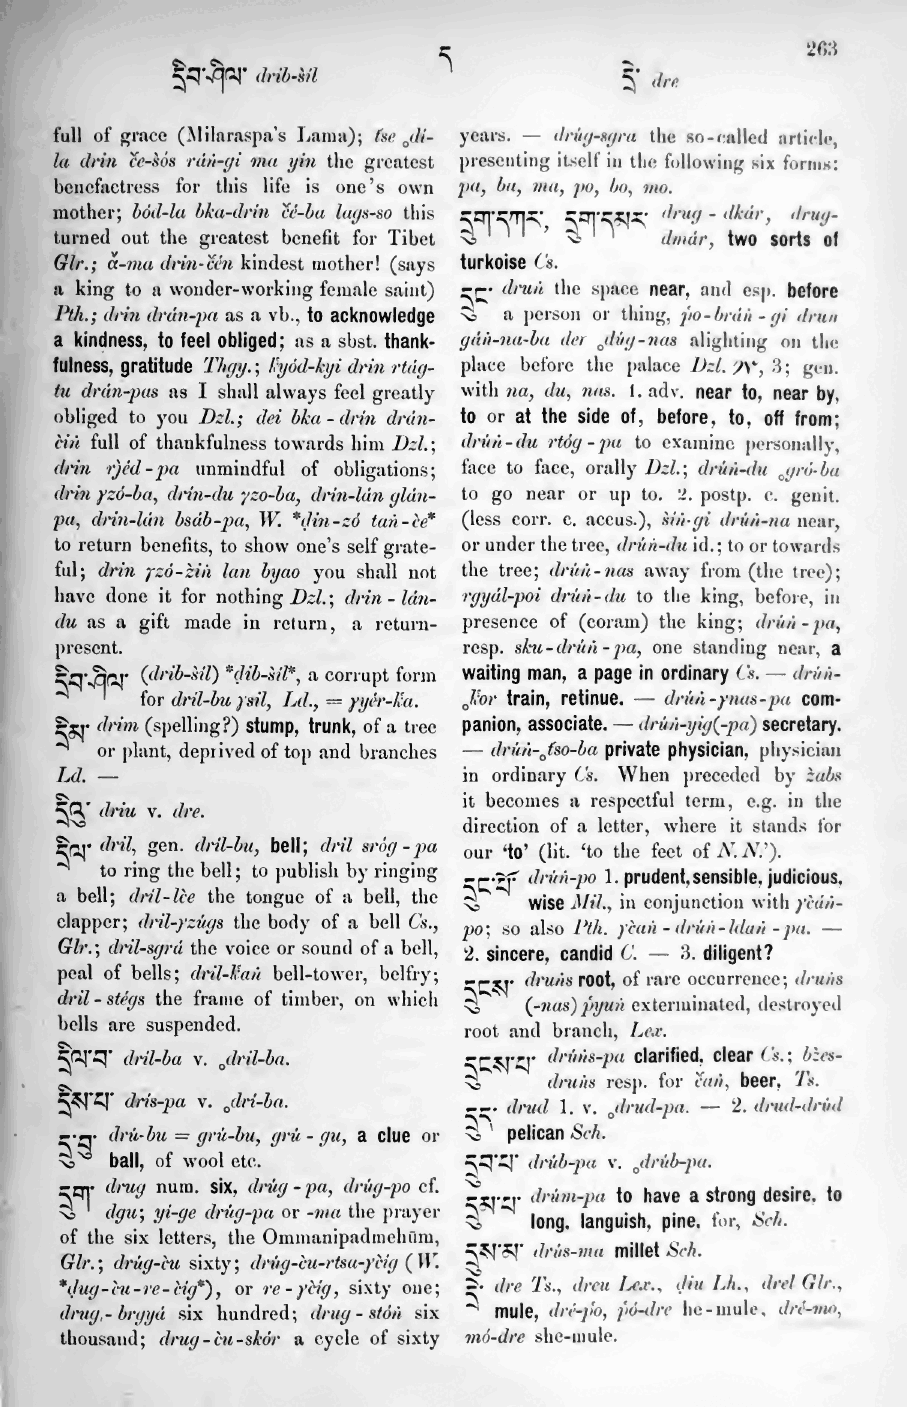 263
དྲིབ་ཤིལ་ drib-šil
ད
དྲེ་ dre
full of grace (Milaraspa's Lama); tse ₒdi-
la drin če-šós ráṅ-gi ma yin the greatest
benefactress for this life is one's own
mother; bód-la bka-drin čé-ba lags-so this
turned out the greatest benefit for Tibet
Glr.; ă-ma drin-čén kindest mother! (says
a king to a wonder-working female saint)
Pth.; drin drán-pa as a vb., to acknowledge
a kindness, to feel obliged; as a sbst. thank-
fulness, gratitude Thgy.; ḱyód-kyi drin rtág-
tu drán-pas as I shall always feel greatly
obliged to you Dzl.; dei bka-drin drán-
čiṅ full of thankfulness towards him Dzl.;
drin rjéd-pa unmindful of obligations;
drin γzó-ba, drin-du γzo-ba, drin-lán glán-
pa, drin-lán bsáb-pa, W. *ḍin-zó taṅ-če*
to return benefits, to show one's self grate-
ful; drin γzó-žiṅ lan byao you shall not
have done it for nothing Dzl.; drin-lán-
du as a gift made in return, a return-
present.
དྲིབ་ཤིལ་ (drib-šil) *ḍib-šil*, a corrupt form
for dril-bu γsil, Ld., = γyér-ḱa.
དྲིམ་ drim (spelling?) stump, trunk, of a tree
or plant, deprived of top and branches
Ld. —
དྲིུ་ driu v. dre.
དྲིལ་ dril, gen. dríl-bu, bell; dril sróg-pa
to ring the bell; to publish by ringing
a bell; dril-lče the tongue of a bell, the
clapper; dril-γzúgs the body of a bell Cs.,
Glr.; dril-sgrá the voice or sound of a bell,
peal of bells; dril-ḱaṅ bell-tower, belfry;
dril-stégs the frame of timber, on which
bells are suspended.
དྲིལ་བ་ dril-ba v. ₒdril-ba.
དྲིས་པ་ dris-pa v. ₒdri-ba.
དྲུ་བུ་ drú-bu = grú-bu, grú-gu, a clue or
ball, of wool etc.
དྲུག་ drug num. six, drúg-pa, drúg-po cf.
dgu; yi-ge drúg-pa or -ma the prayer
of the six letters, the Ommanipadmehūm,
Glr.; drúg-ču sixty; drúg-ču-rtsa-γčig (W.
*ḍug-ču-re-čig*), or re-γčig, sixty one;
drug-brgyá six hundred; drug-stóṅ six
thousand; drug-ču-skór a cycle of sixty
years. — drúg-sgra the so-called article,
presenting itself in the following six forms:
pa, ba, ma, po, bo, mo.
དྲུག་དཀར་, དྲུག་དམར་ drug-dkár, drug-
dmár, two sorts of
turkoise Cs.
དྲུང་ druṅ the space near, and esp. before
a person or thing, ṕo-bráṅ-gi druṅ
gáṅ-na-ba der ₒdúg-nas alighting on the
place before the palace Dzl. , 3; gen.
with na, du, nas. 1. adv. near to, near by,
to or at the side of, before, to, off from;
drúṅ-du rtóg-pa to examine personally,
face to face, orally Dzl.; drúṅ-du ₒgró-ba
to go near or up to. 2. postp. c. genit.
(less corr. c. accus.), šiṅ-gi drúṅ-na near,
or under the tree, drúṅ-du id.; to or towards
the tree; drúṅ-nas away from (the tree);
rgyál-poi drúṅ-du to the king, before, in
presence of (coram) the king; drúṅ-pa,
resp. sku-drúṅ-pa, one standing near, a
waiting man, a page in ordinary Cs. — drúṅ-
ₒḱor train, retinue. — drúṅ-γnas-pa com-
panion, associate. — drúṅ-yig(-pa) secretary.
— drúṅ-ₒtso-ba private physician, physician
in ordinary Cs. When preceded by žabs
it becomes a respectful term, e.g. in the
direction of a letter, where it stands for
our ‘to’ (lit. ‘to the feet of N. N.’).
དྲུང་པོ་ drúṅ-po 1. prudent, sensible, judicious,
wise Mil., in conjunction with γčáṅ-
po; so also Pth. γčaṅ-drúṅ-ldaṅ-pa. —
2. sincere, candid C. — 3. diligent?
དྲུངས་ druṅs root, of rare occurrence; druṅs
(-nas) ṕyuṅ exterminated, destroyed
root and branch, Lex.
དྲུངས་པ་ drúṅs-pa clarified, clear Cs.; bžes-
druṅs resp. for čaṅ, beer, Ts.
དྲུད་ drud 1. v. ₒdrud-pa. — 2. drud-drúd
pelican Sch.
དྲུབ་པ་ drúb-pa v. ₒdrúb-pa.
དྲུམ་པ་ drúm-pa to have a strong desire, to
long, languish, pine, for, Sch.
དྲུས་མ་ drús-ma millet Sch.
དྲེ་ dre Ts., dreu Lex., ḍiu Lh., drel Glr.,
mule, dré-ṕo, ṕó-dre he-mule, dré-mo,
mó-dre she-mule.